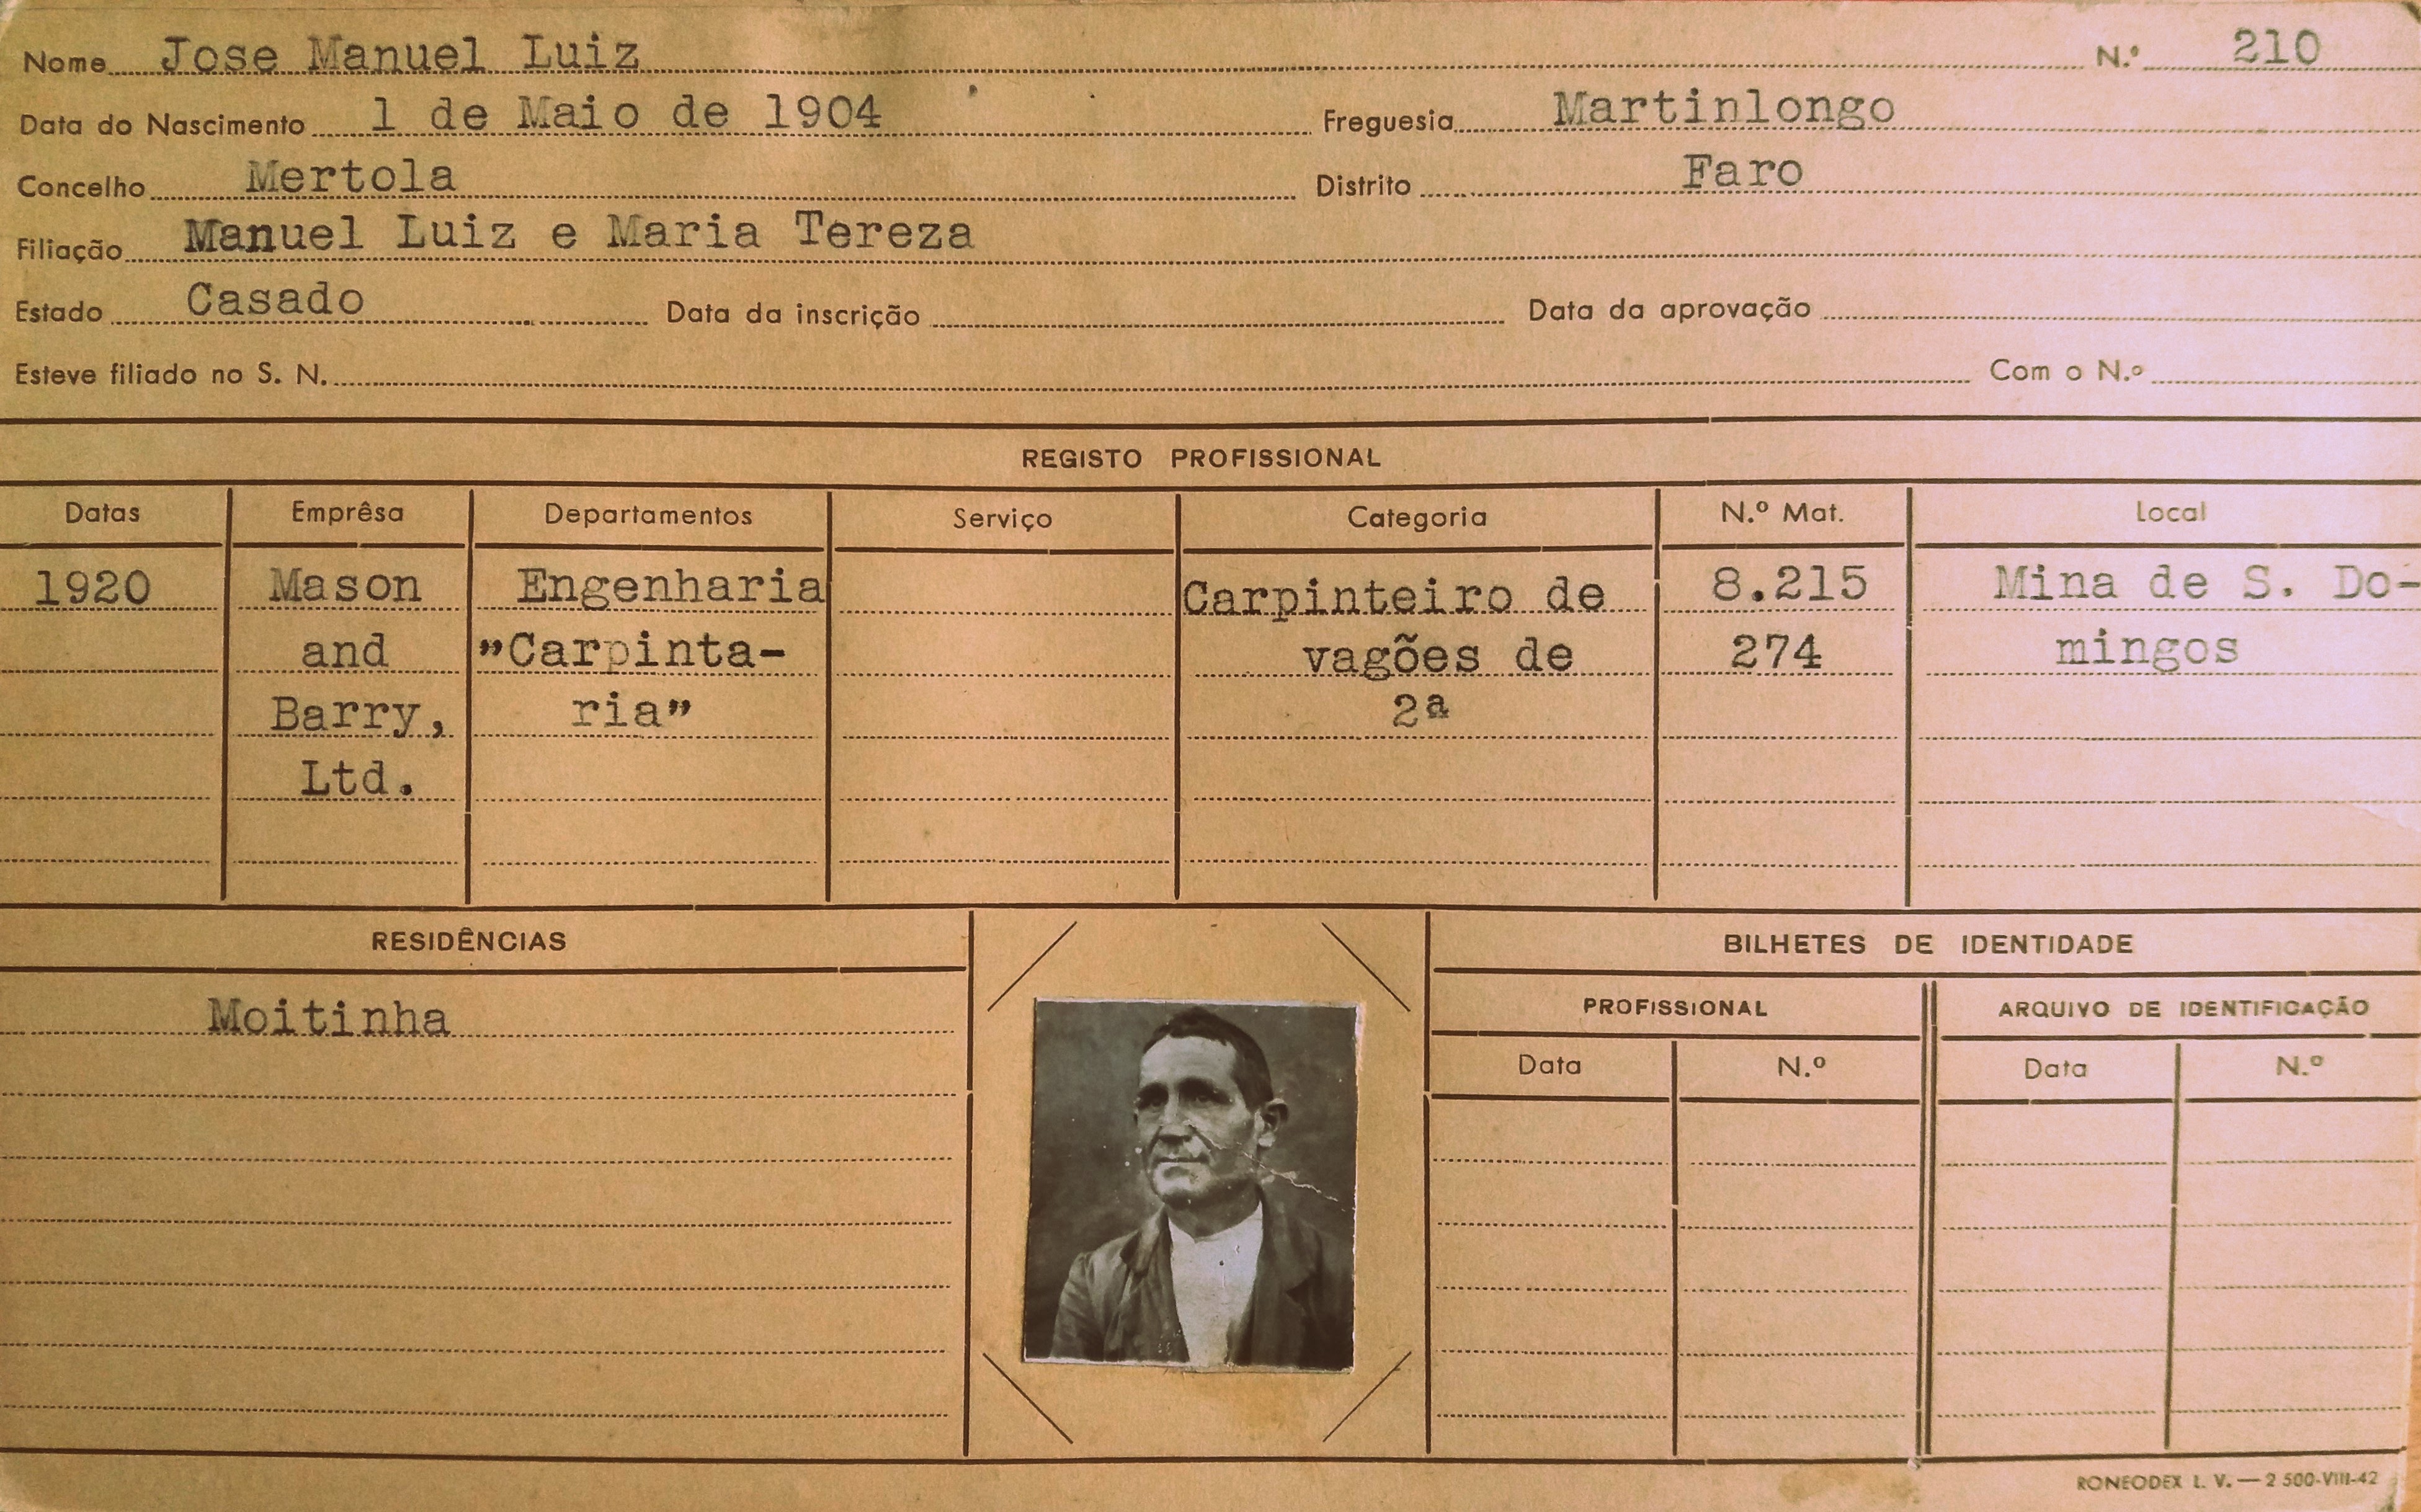 Nome Jose Manuel Luiz N.º 210
Data do Nascimento 1 de Maio de 1904 Freguesia Martinlongo
Concelho Mertola Distrito Faro
Filiação Manuel Luiz e Maria Tereza
Estado Casado Data da inscrição Data da aprovação
Esteve filiado no S. N. Com o N.º
REGISTO PROFISSIONAL
Datas Emprêsa Departamentos Serviço Categoria N.º Mat. Local
1920 Mason Engenharia Carpinteiro de 8.215 Mina de S. Do-
and "Carpinta- vagões de 274 mingos
Barry, ria" 2ª
Ltd.
RESIDÊNCIAS BILHETES DE IDENTIDADE
Moitinha PROFISSIONAL ARQUIVO DE IDENTIFICAÇÃO
Data N.º Data N.º
RONEODEX L. V. — 2 500-VIII-42